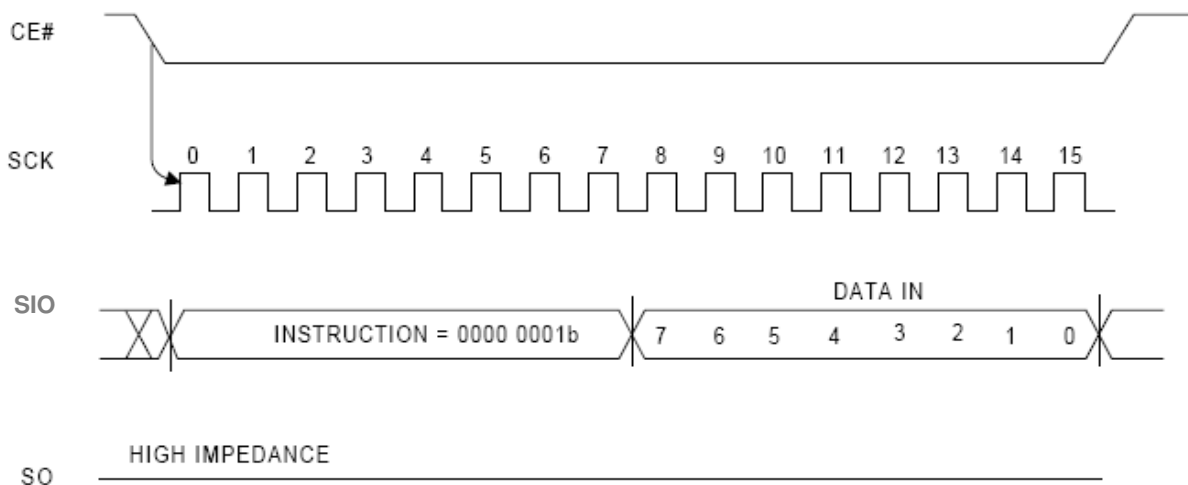 CE#
SCK
0 1 2 3 4 5 6 7 8 9 10 11 12 13 14 15
SIO
DATA IN
INSTRUCTION = 0000 0001b
7 6 5 4 3 2 1 0
HIGH IMPEDANCE
SO